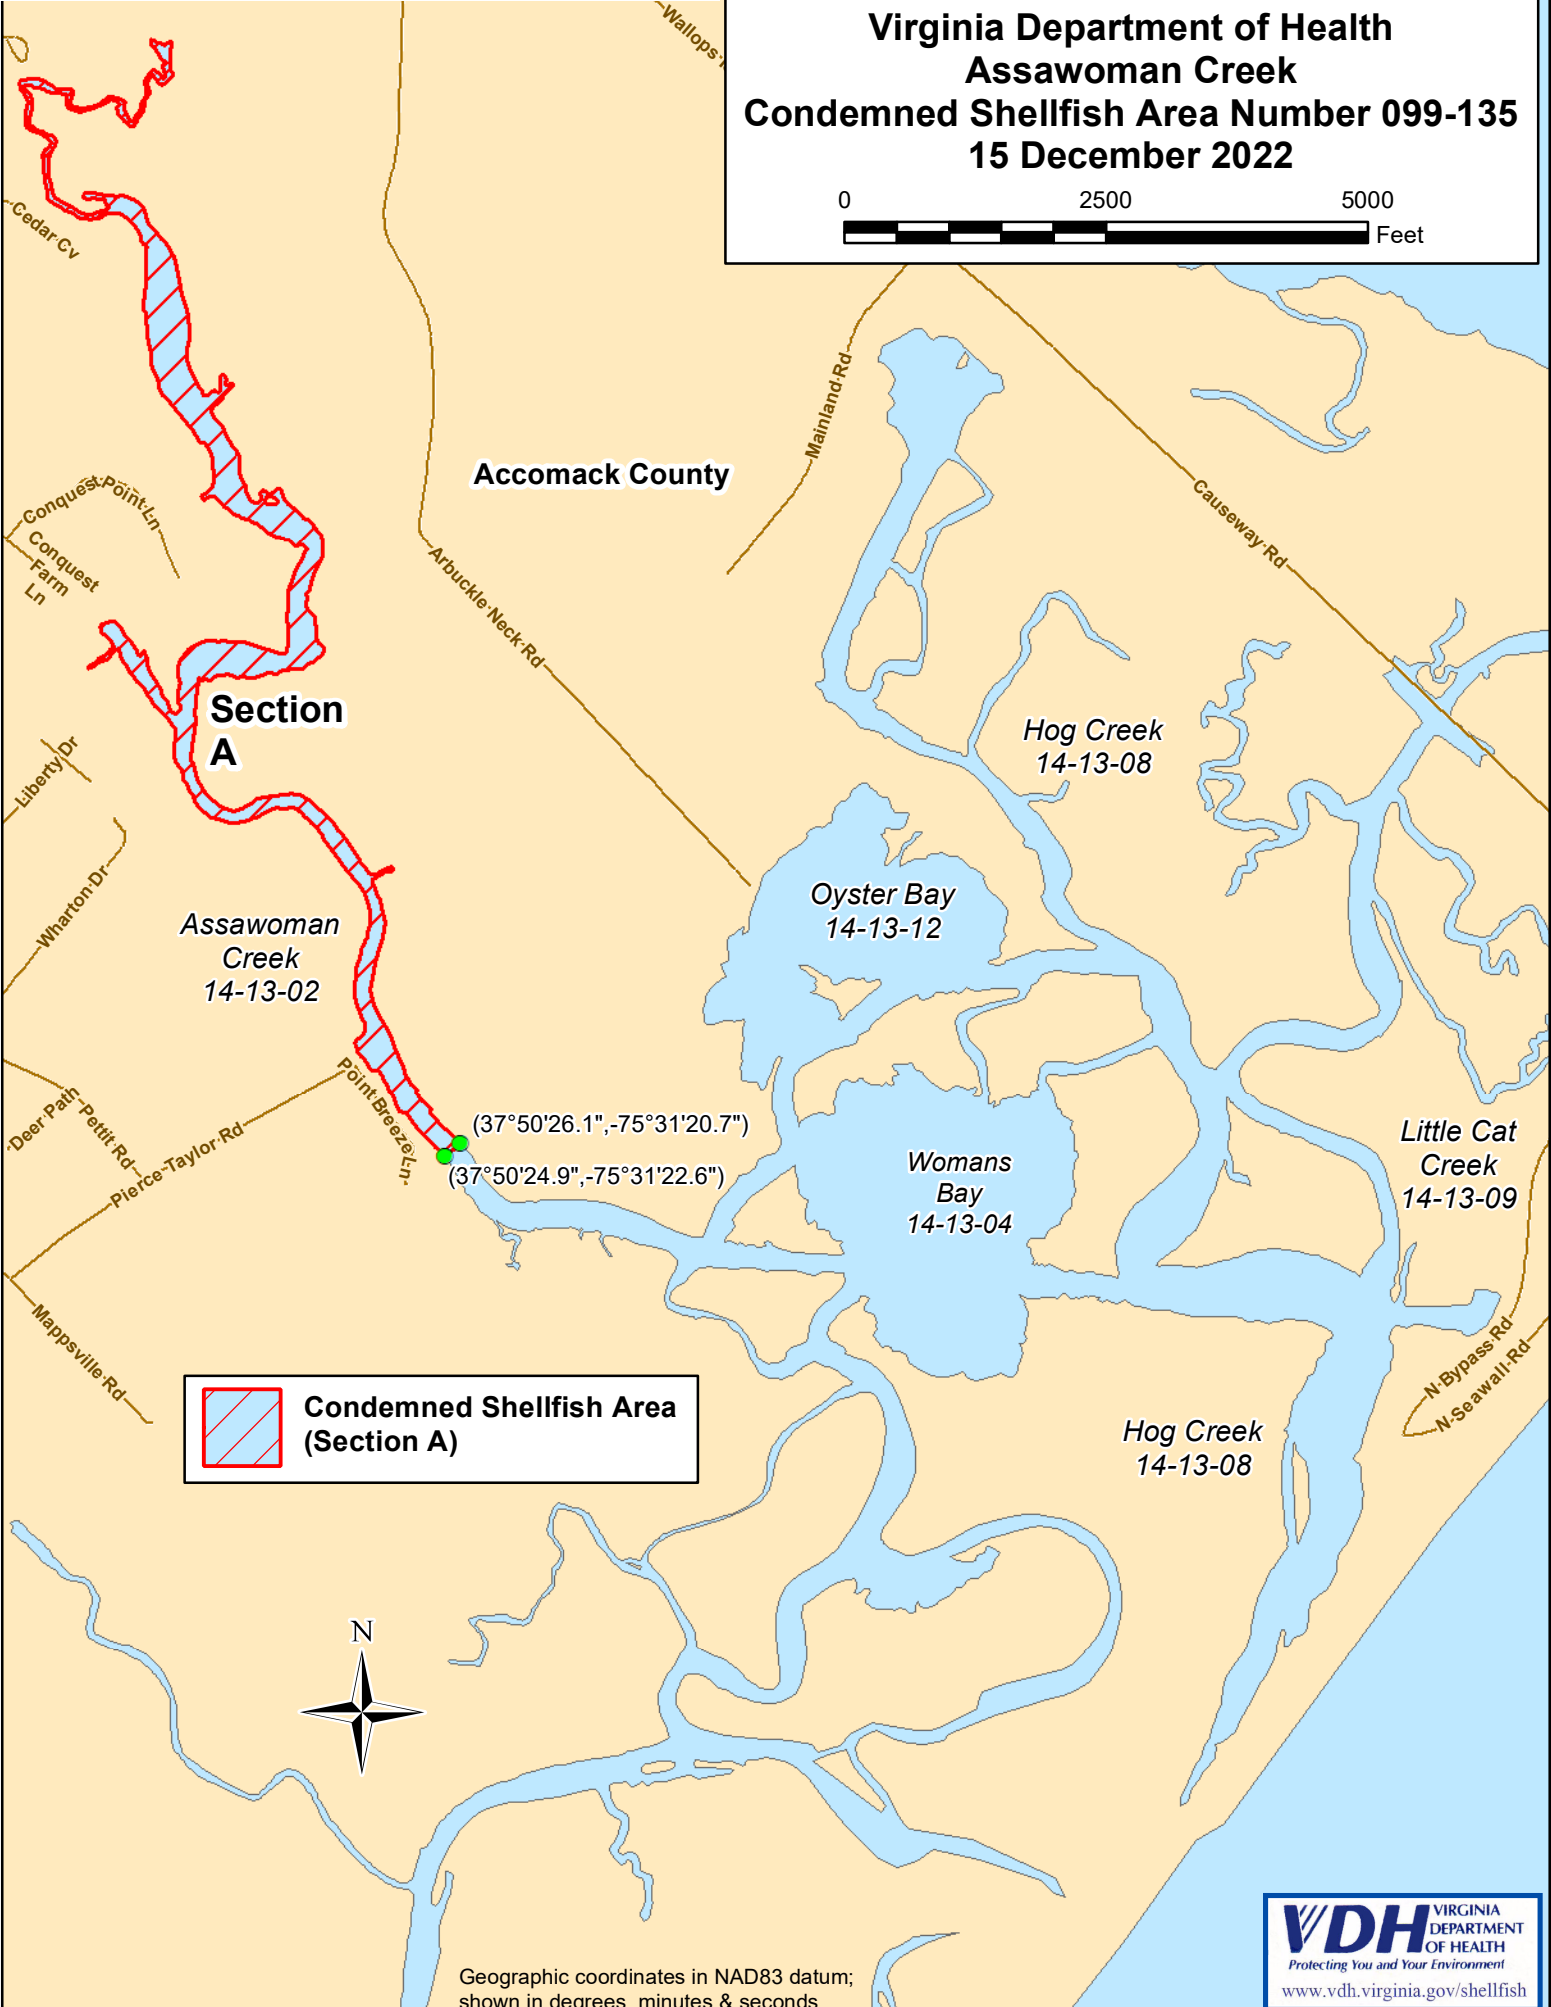 Virginia Department of Health
Assawoman Creek
Condemned Shellfish Area Number 099-135
15 December 2022
0 2500 5000
Feet
Wallops
Cedar Cv
Mainland Rd
Accomack County
Causeway Rd
Conquest Point Ln
Conquest
Farm
Ln
Arbuckle Neck Rd
Section
A
Hog Creek
14-13-08
Liberty Dr
Wharton Dr
Oyster Bay
14-13-12
Assawoman
Creek
14-13-02
Point Breeze Ln
Deer Path
Pettit Rd
Pierce Taylor Rd
(37°50'26.1",-75°31'20.7")
(37°50'24.9",-75°31'22.6")
Womans
Bay
14-13-04
Little Cat
Creek
14-13-09
Mappsville Rd
N Bypass Rd
N Seawall Rd
Condemned Shellfish Area
(Section A)
Hog Creek
14-13-08
N
VDH VIRGINIA
DEPARTMENT
OF HEALTH
Protecting You and Your Environment
www.vdh.virginia.gov/shellfish
Geographic coordinates in NAD83 datum;
shown in degrees, minutes & seconds